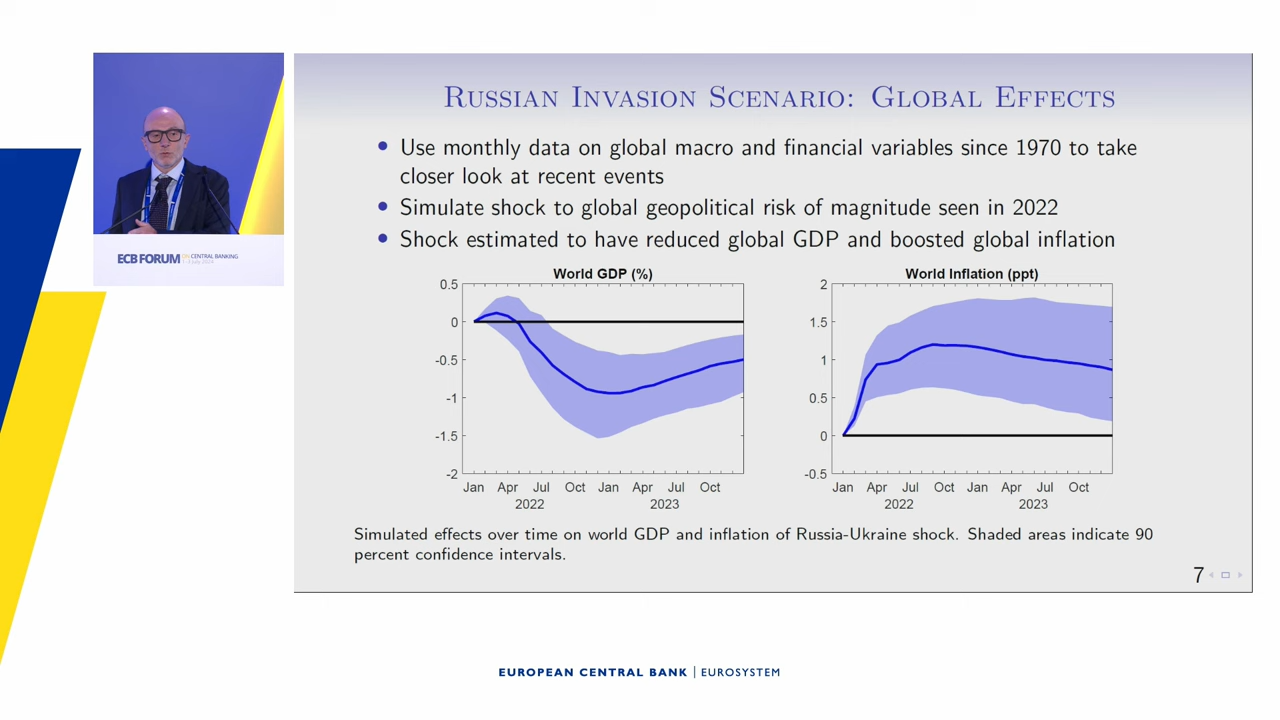 RUSSIAN INVASION SCENARIO: GLOBAL EFFECTS
Use monthly data on global macro and financial variables since 1970 to take
closer look at recent events
Simulate shock to global geopolitical risk of magnitude seen in 2022
Shock estimated to have reduced global GDP and boosted global inflation
ECB FORUM ON CENTRAL BANKING
World GDP (%)
0.5
0
-0.5
-1
-1.5
-2
Jan Apr Jul Oct Jan Apr Jul Oct
2022 2023
World Inflation (ppt)
2
1.5
1
0.5
0
-0.5
Jan Apr Jul Oct Jan Apr Jul Oct
2022 2023
Simulated effects over time on world GDP and inflation of Russia-Ukraine shock. Shaded areas indicate 90
percent confidence intervals.
7
EUROPEAN CENTRAL BANK | EUROSYSTEM